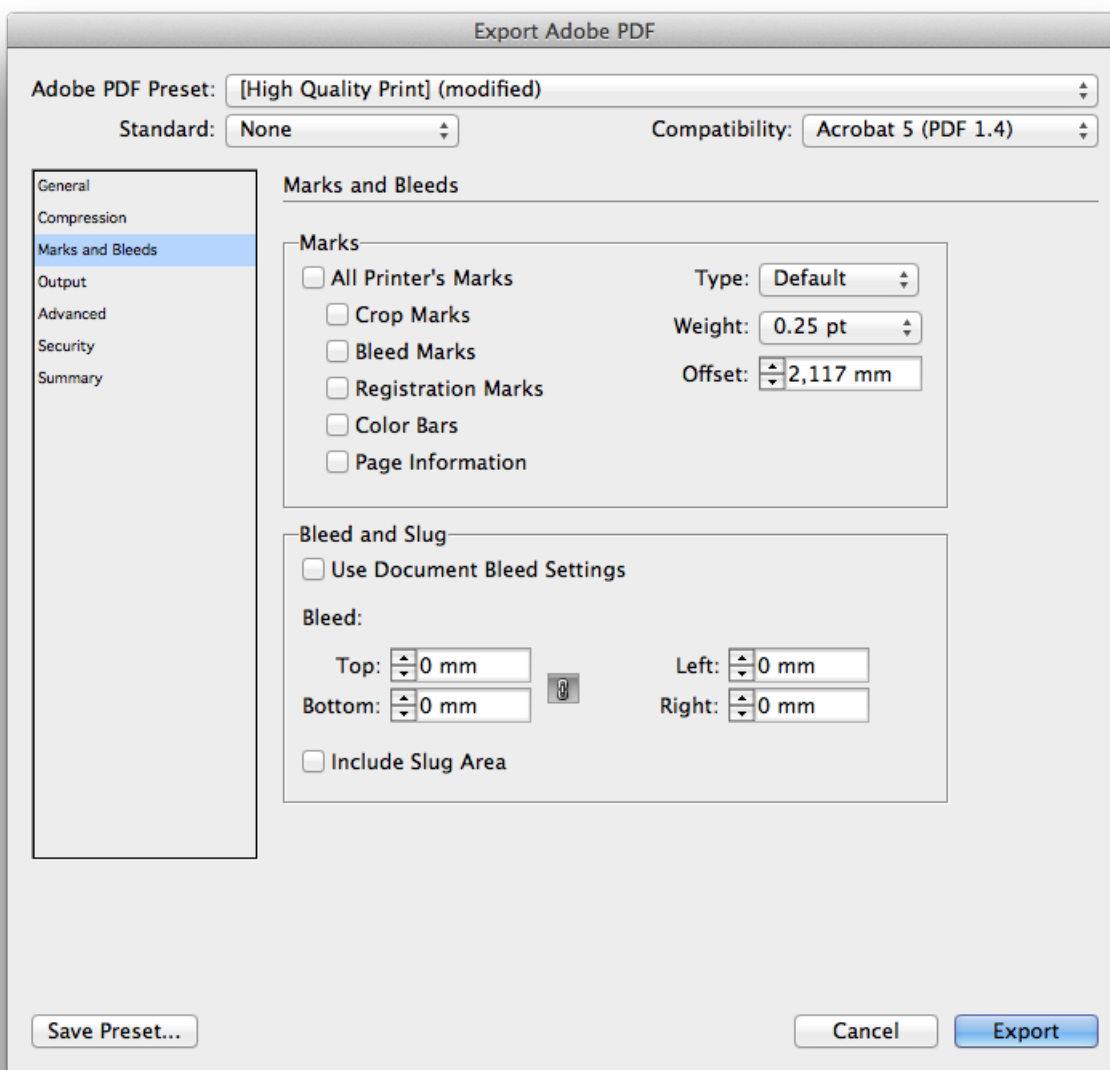 Export Adobe PDF
Adobe PDF Preset: [High Quality Print] (modified)
Standard: None Compatibility: Acrobat 5 (PDF 1.4)
General
Compression
Marks and Bleeds
Output
Advanced
Security
Summary
Marks and Bleeds
Marks
All Printer's Marks
Crop Marks
Bleed Marks
Registration Marks
Color Bars
Page Information
Type: Default
Weight: 0.25 pt
Offset: 2,117 mm
Bleed and Slug
Use Document Bleed Settings
Bleed:
Top: 0 mm Left: 0 mm
Bottom: 0 mm Right: 0 mm
Include Slug Area
Save Preset... Cancel Export